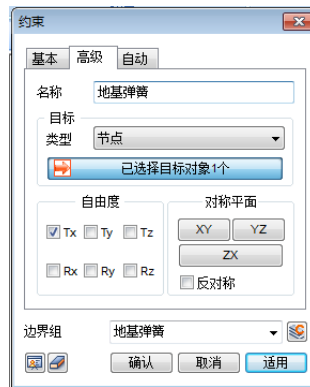 约束
基本 高级 自动
名称 地基弹簧
目标
类型 节点
已选择目标对象1个
自由度 对称平面
Tx Ty Tz XY YZ
ZX
Rx Ry Rz 反对称
边界组 地基弹簧
确认 取消 适用